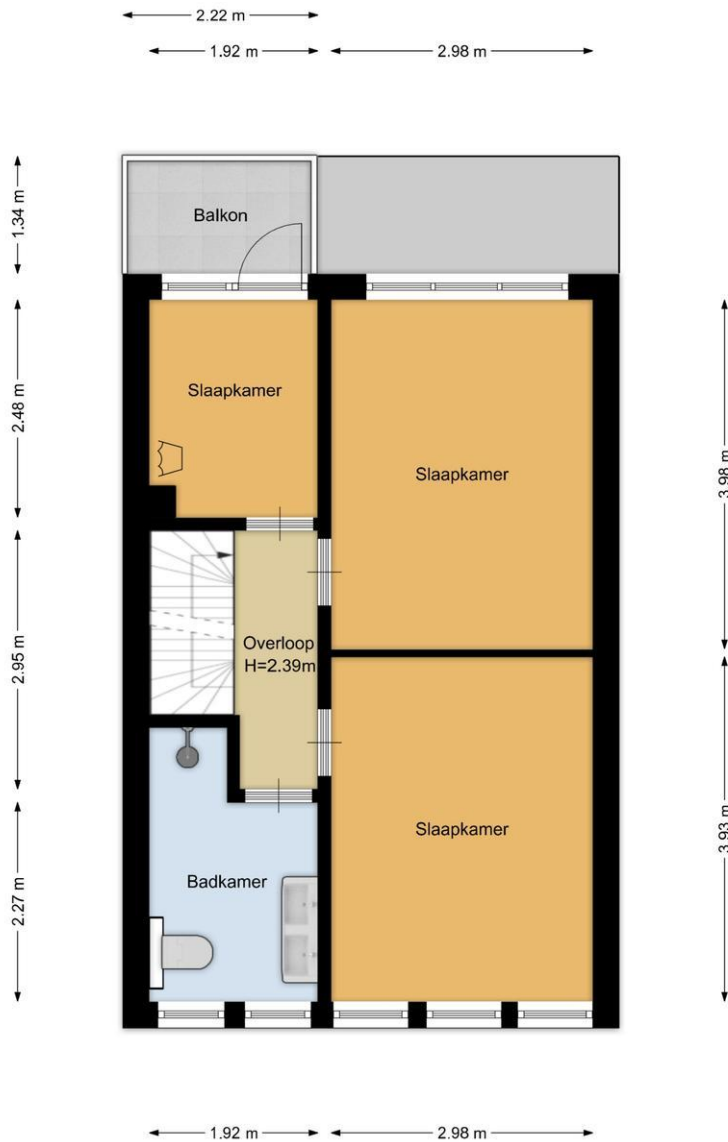 2.22 m
1.92 m
2.98 m
1.34 m
Balkon
2.48 m
Slaapkamer
Slaapkamer
3.98 m
2.95 m
Overloop
H=2.39m
Slaapkamer
3.93 m
Badkamer
2.27 m
1.92 m
2.98 m